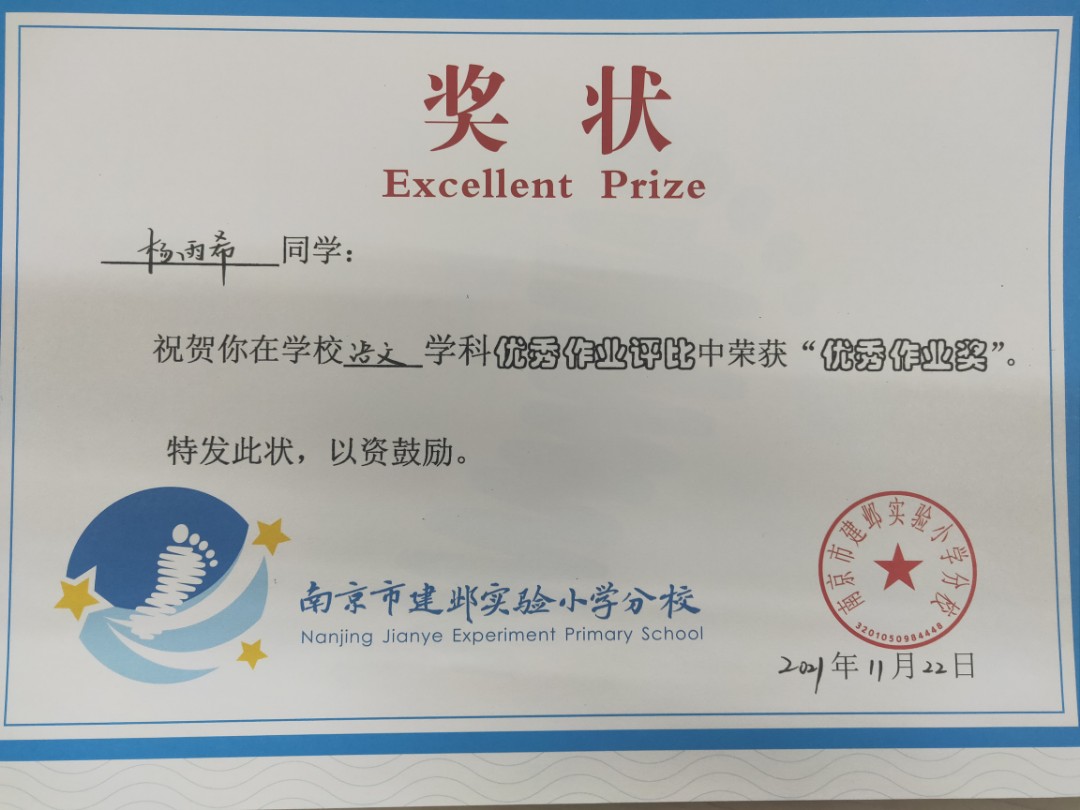 奖 状
Excellent Prize
杨雨希 同学：
祝贺你在学校语文学科优秀作业评比中荣获“优秀作业奖”。
特发此状，以资鼓励。
南京市建邺实验小学分校
Nanjing Jianye Experiment Primary School
南京市建邺实验小学分校
3201050984448
2021年11月22日